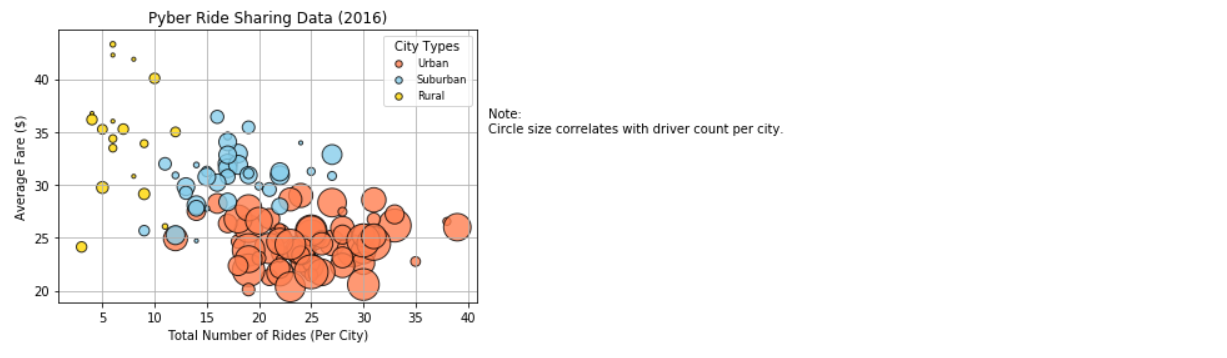 Pyber Ride Sharing Data (2016)
City Types
Urban
Suburban
Rural
Note:
Circle size correlates with driver count per city.
Average Fare ($)
40
35
30
25
20
5 10 15 20 25 30 35 40
Total Number of Rides (Per City)